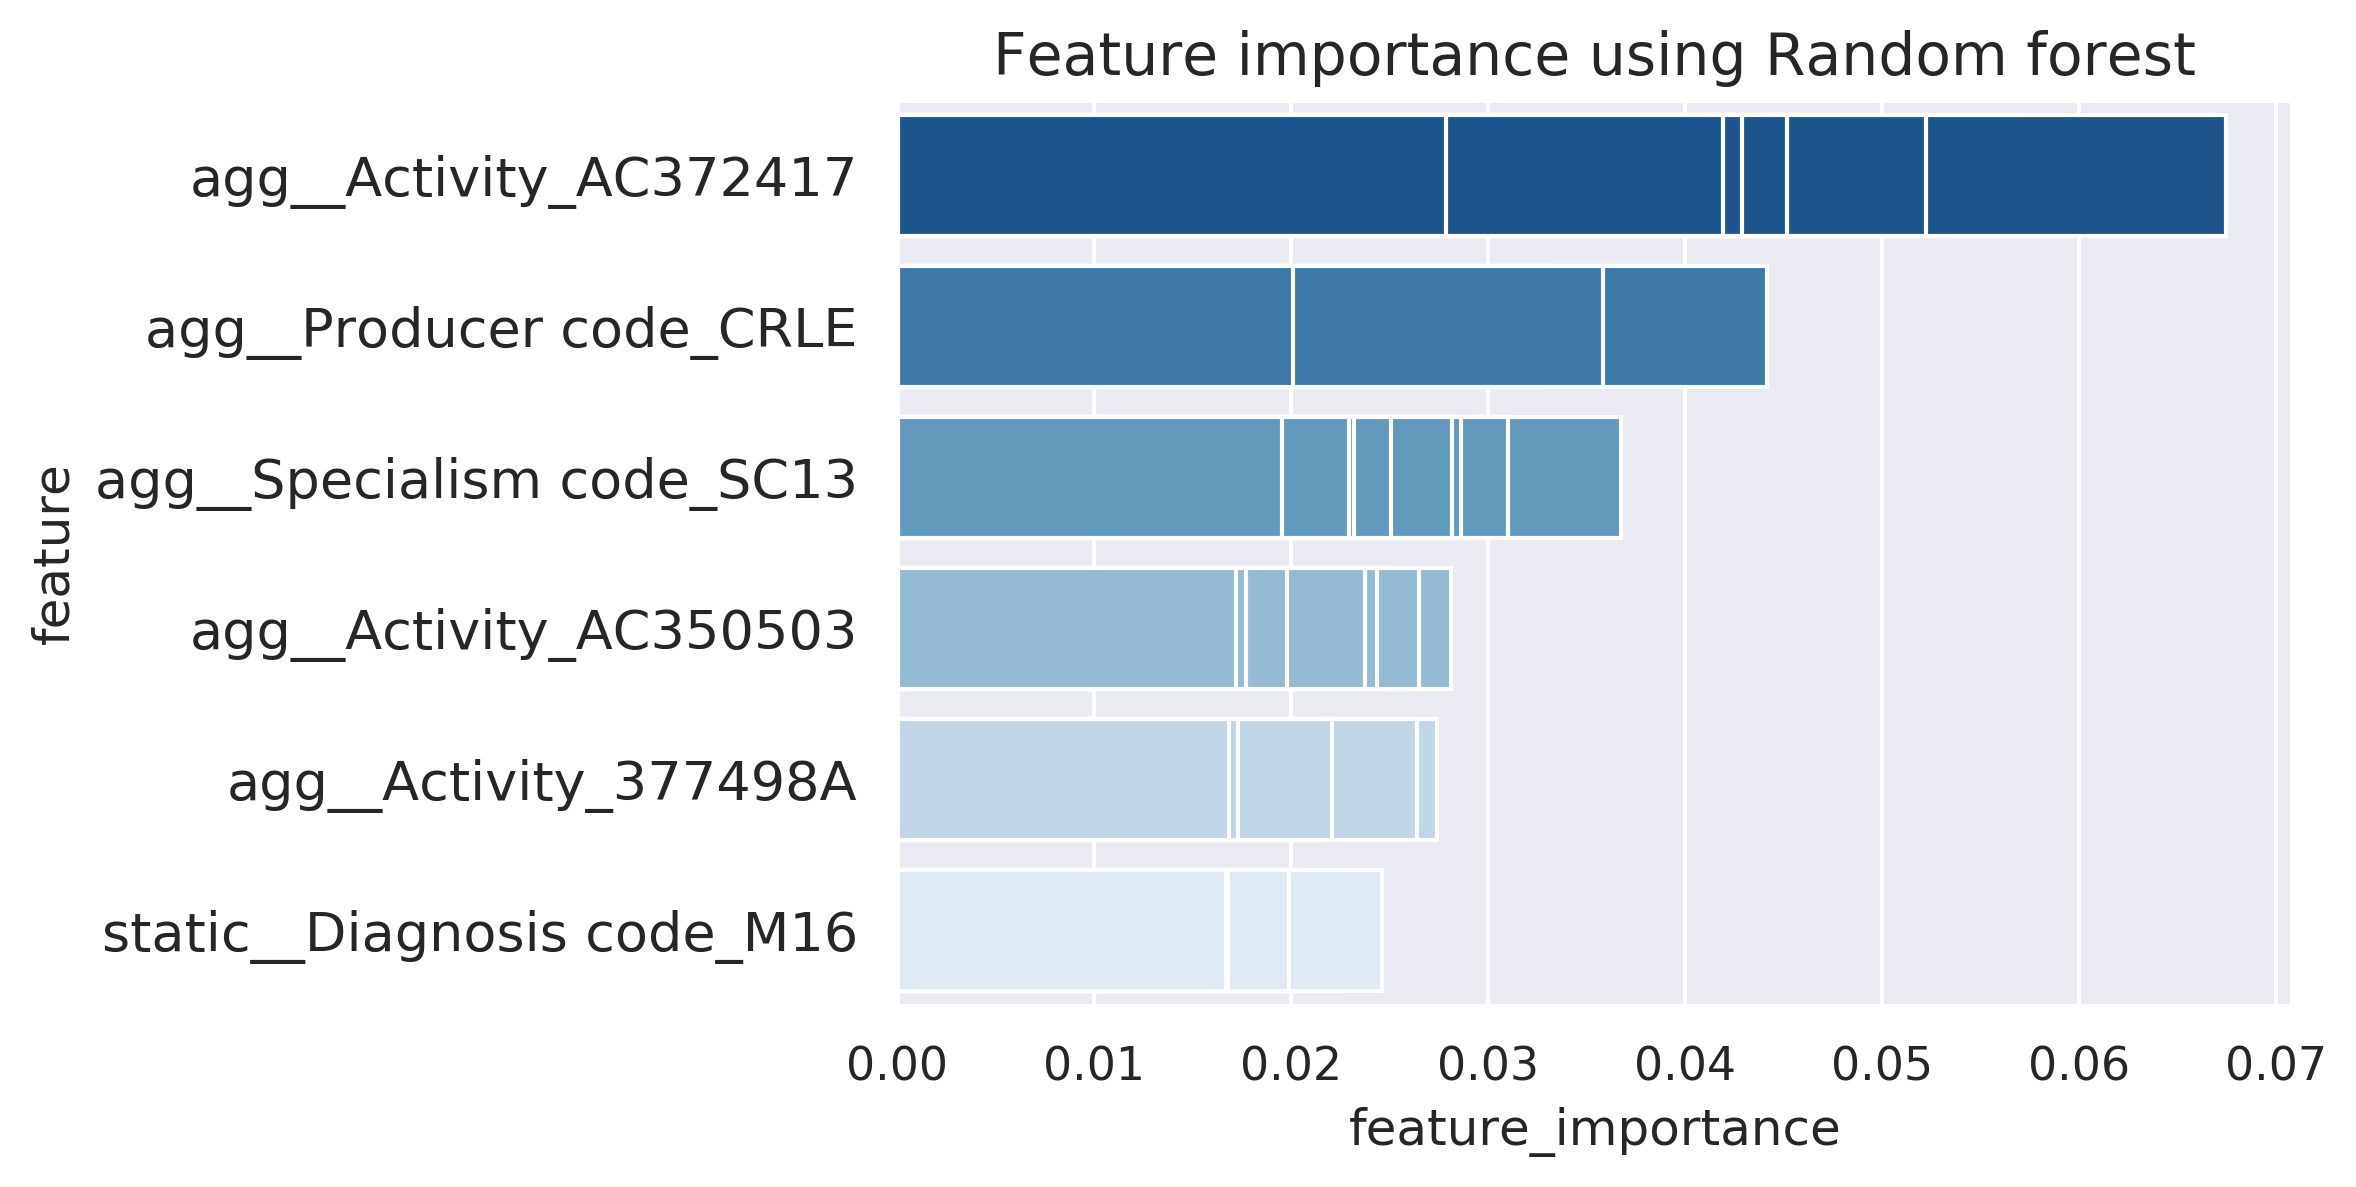 Feature importance using Random forest
feature
agg__Activity_AC372417
agg__Producer code_CRLE
agg__Specialism code_SC13
agg__Activity_AC350503
agg__Activity_377498A
static__Diagnosis code_M16
0.00 0.01 0.02 0.03 0.04 0.05 0.06 0.07
feature_importance